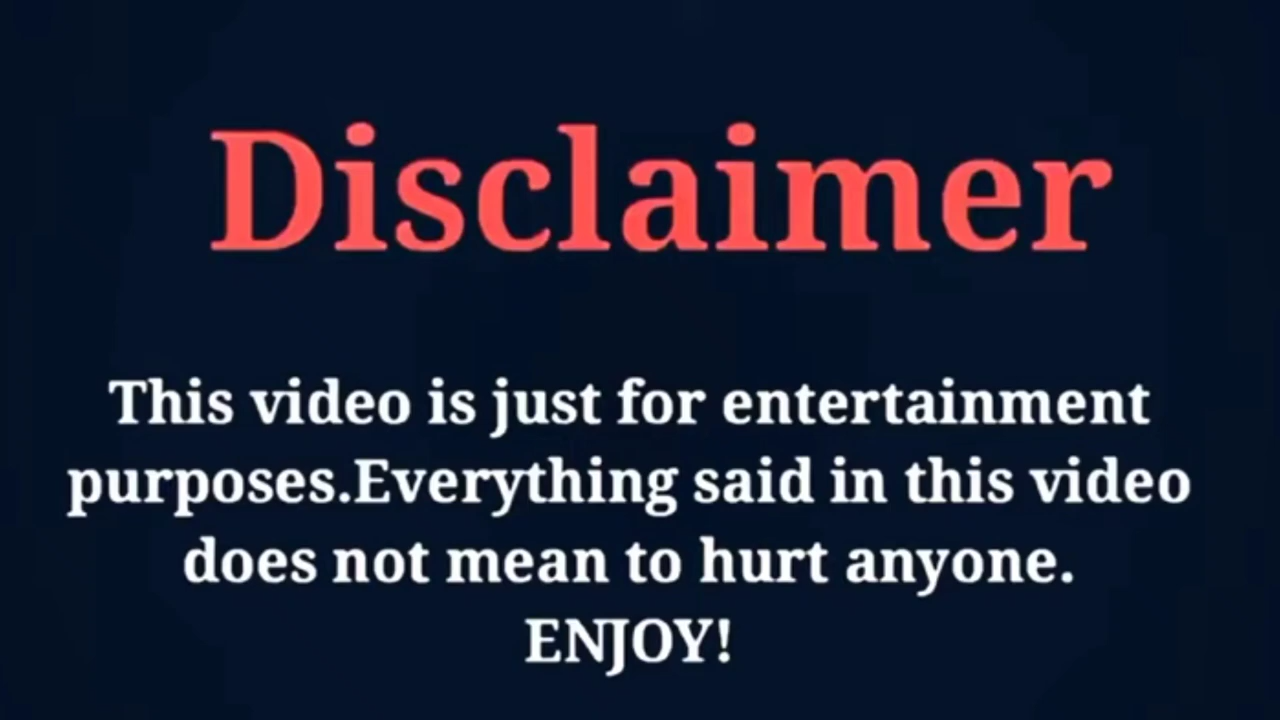 Disclaimer
This video is just for entertainment
purposes.Everything said in this video
does not mean to hurt anyone.
ENJOY!